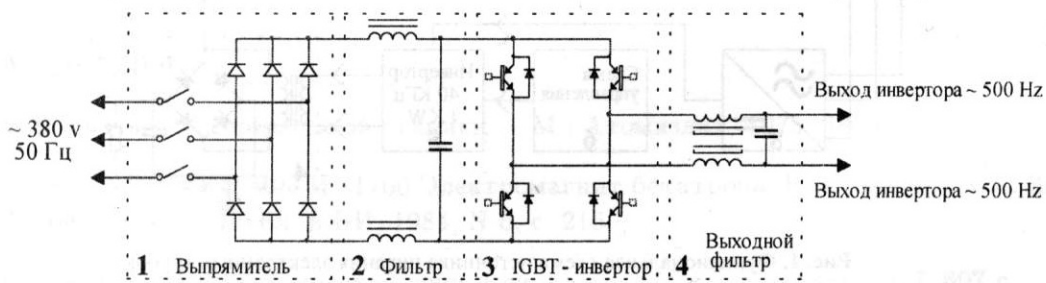 ~ 380 v
50 Гц
Выход инвертора ~ 500 Hz
Выход инвертора ~ 500 Hz
1 Выпрямитель
2 Фильтр
3 IGBT - инвертор
4 Выходной
фильтр